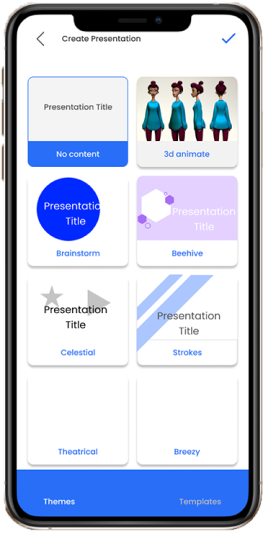 Create Presentation
Presentation Title
No content
3d animate
Presentation
Title
Brainstorm
Presentation
Title
Beehive
Presentation
Title
Celestial
Presentation
Title
Strokes
Theatrical
Breezy
Themes
Templates